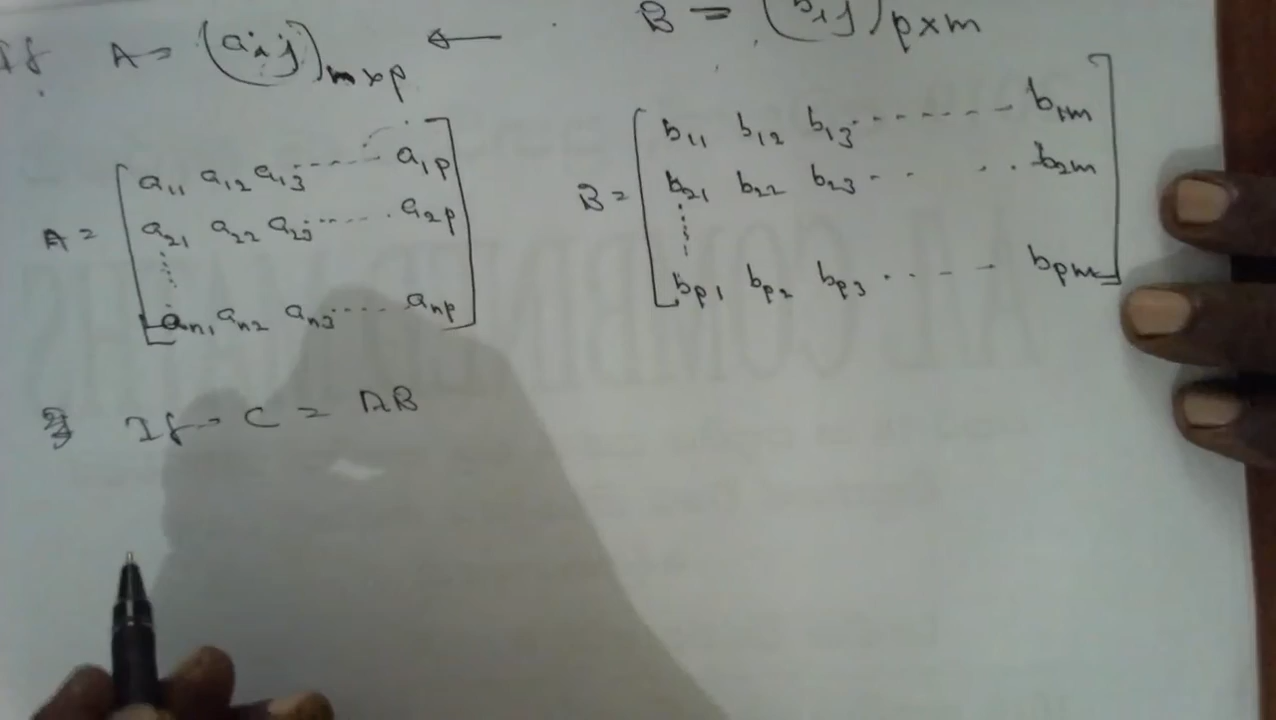 If A = (aij)m×p ← B = (bij)p×m
A = [ a11 a12 a13 ------ a1p
a21 a22 a23 ...... a2p
an1 an2 an3 ...... anp ]
B = [ b11 b12 b13 -------- b1m
b21 b22 b23 - - . . b2m
bp1 bp2 bp3 - - - - - bpm ]
If C = AB